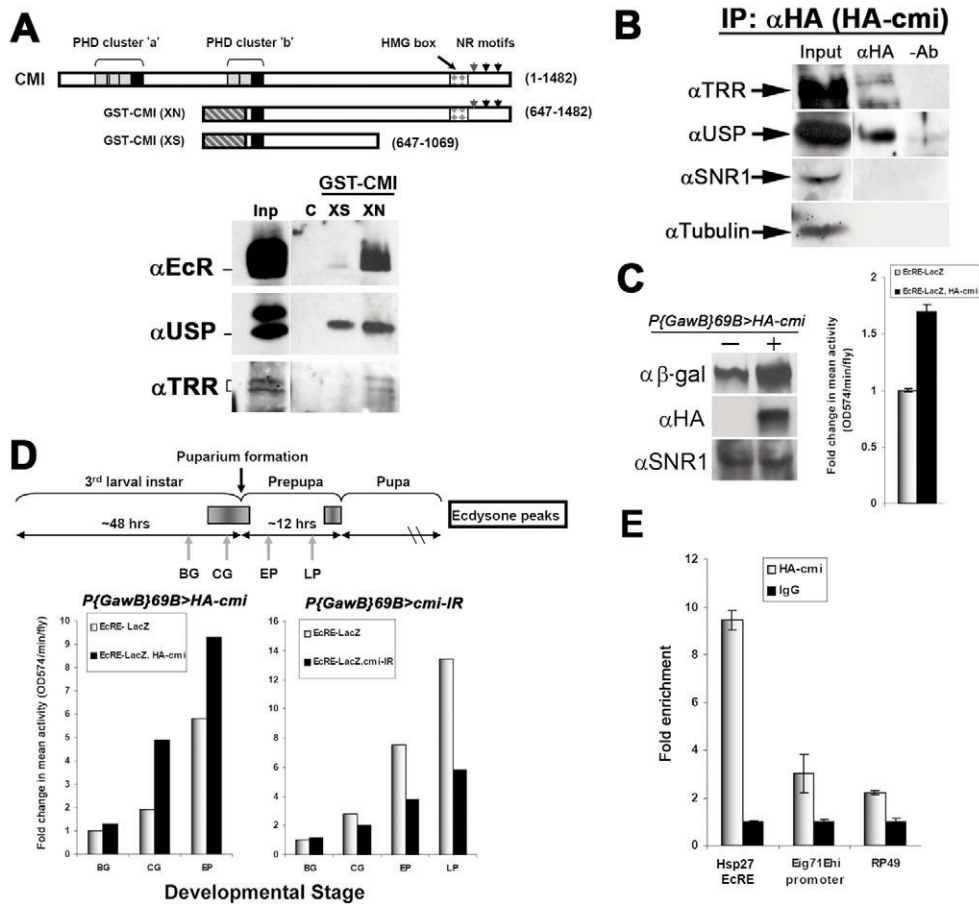 A
PHD cluster 'a'
PHD cluster 'b'
HMG box
NR motifs
CMI
(1-1482)
GST-CMI (XN)
(647-1482)
GST-CMI (XS)
(647-1069)
GST-CMI
Inp C XS XN
αEcR
αUSP
αTRR
B
IP: αHA (HA-cmi)
Input αHA -Ab
αTRR
αUSP
αSNR1
αTubulin
C
P{GawB}69B>HA-cmi
— +
αβ-gal
αHA
αSNR1
EcRE-LacZ
EcRE-LacZ, HA-cmi
Fold change in mean activity
(OD574/min/fly)
2
1.5
1
0.5
0
D
Puparium formation
3rd larval instar
Prepupa
Pupa
~48 hrs
~12 hrs
Ecdysone peaks
BG CG EP LP
P{GawB}69B>HA-cmi
EcRE- LacZ
EcRE-LacZ, HA-cmi
Fold change in mean activity (OD574/min/fly)
10
9
8
7
6
5
4
3
2
1
0
BG CG EP
P{GawB}69B>cmi-IR
EcRE-LacZ
EcRE-LacZ,cmi-IR
16
14
12
10
8
6
4
2
0
BG CG EP LP
Developmental Stage
E
HA-cmi
IgG
Fold enrichment
12
10
8
6
4
2
0
Hsp27
EcRE
Eig71Ehi
promoter
RP49